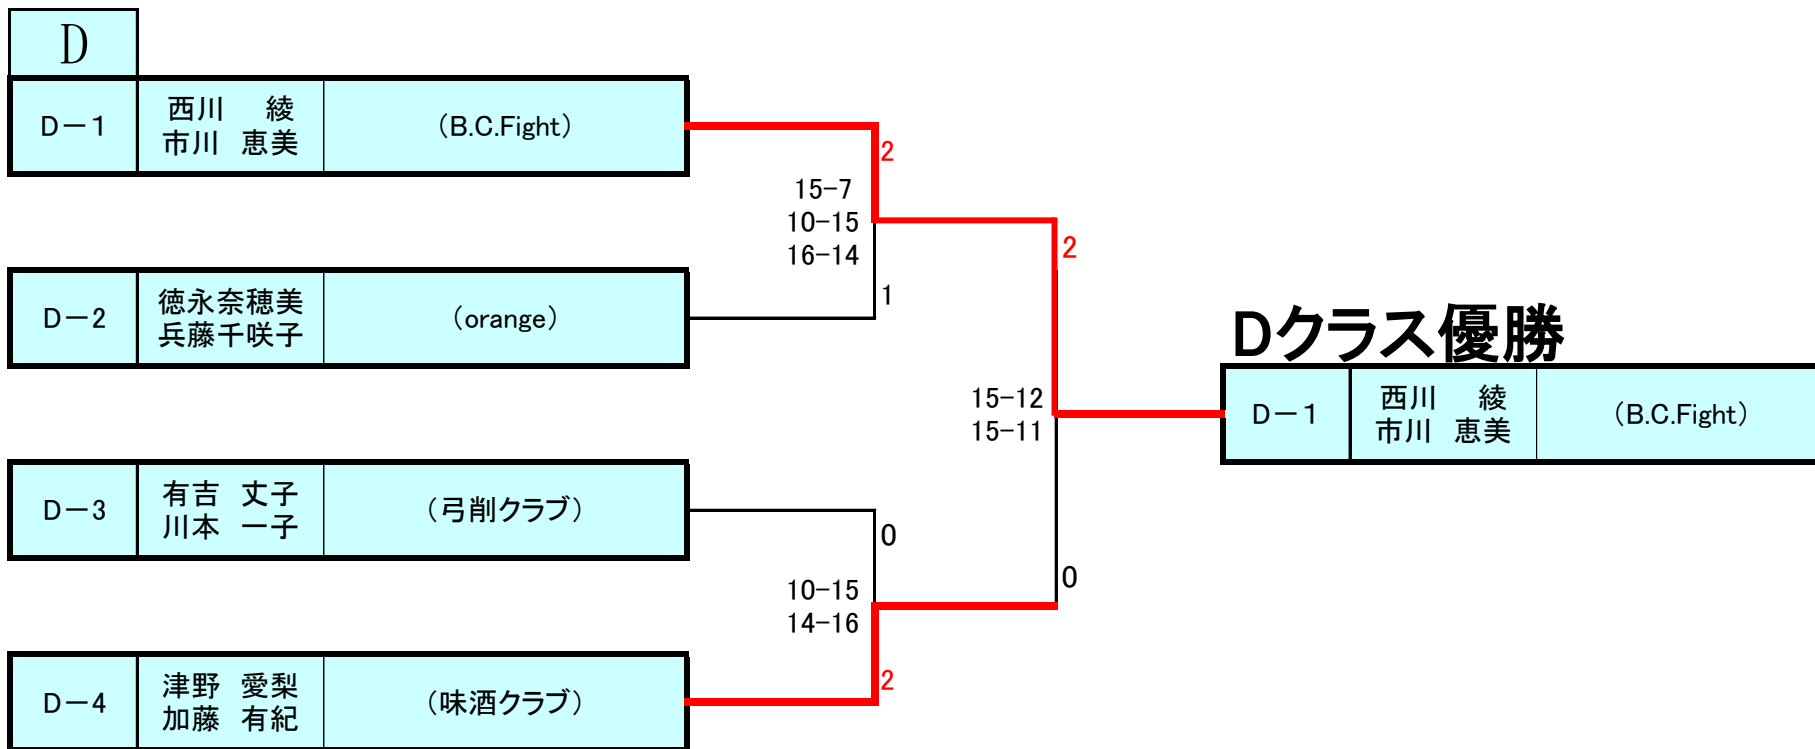 D
D－1
西川　綾
市川　恵美
（B.C.Fight）
2
15-7
10-15
16-14
1
D－2
徳永奈穂美
兵藤千咲子
（orange）
2
15-12
15-11
0
Dクラス優勝
D－1
西川　綾
市川　恵美
（B.C.Fight）
D－3
有吉　丈子
川本　一子
（弓削クラブ）
0
10-15
14-16
2
D－4
津野　愛梨
加藤　有紀
（味酒クラブ）